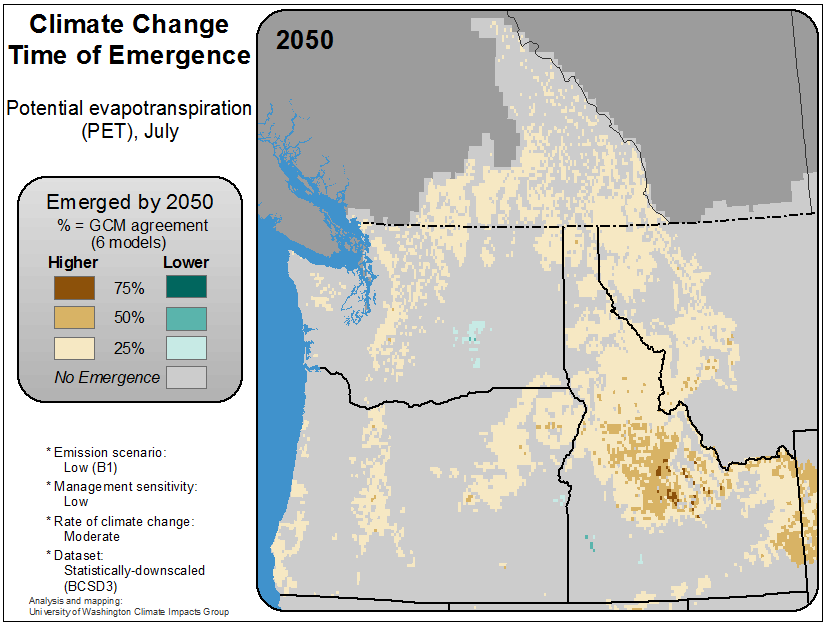 Climate Change
Time of Emergence
Potential evapotranspiration
(PET), July
Emerged by 2050
% = GCM agreement
(6 models)
Higher Lower
75%
50%
25%
No Emergence
* Emission scenario:
Low (B1)
* Management sensitivity:
Low
* Rate of climate change:
Moderate
* Dataset:
Statistically-downscaled
(BCSD3)
Analysis and mapping:
University of Washington Climate Impacts Group
2050